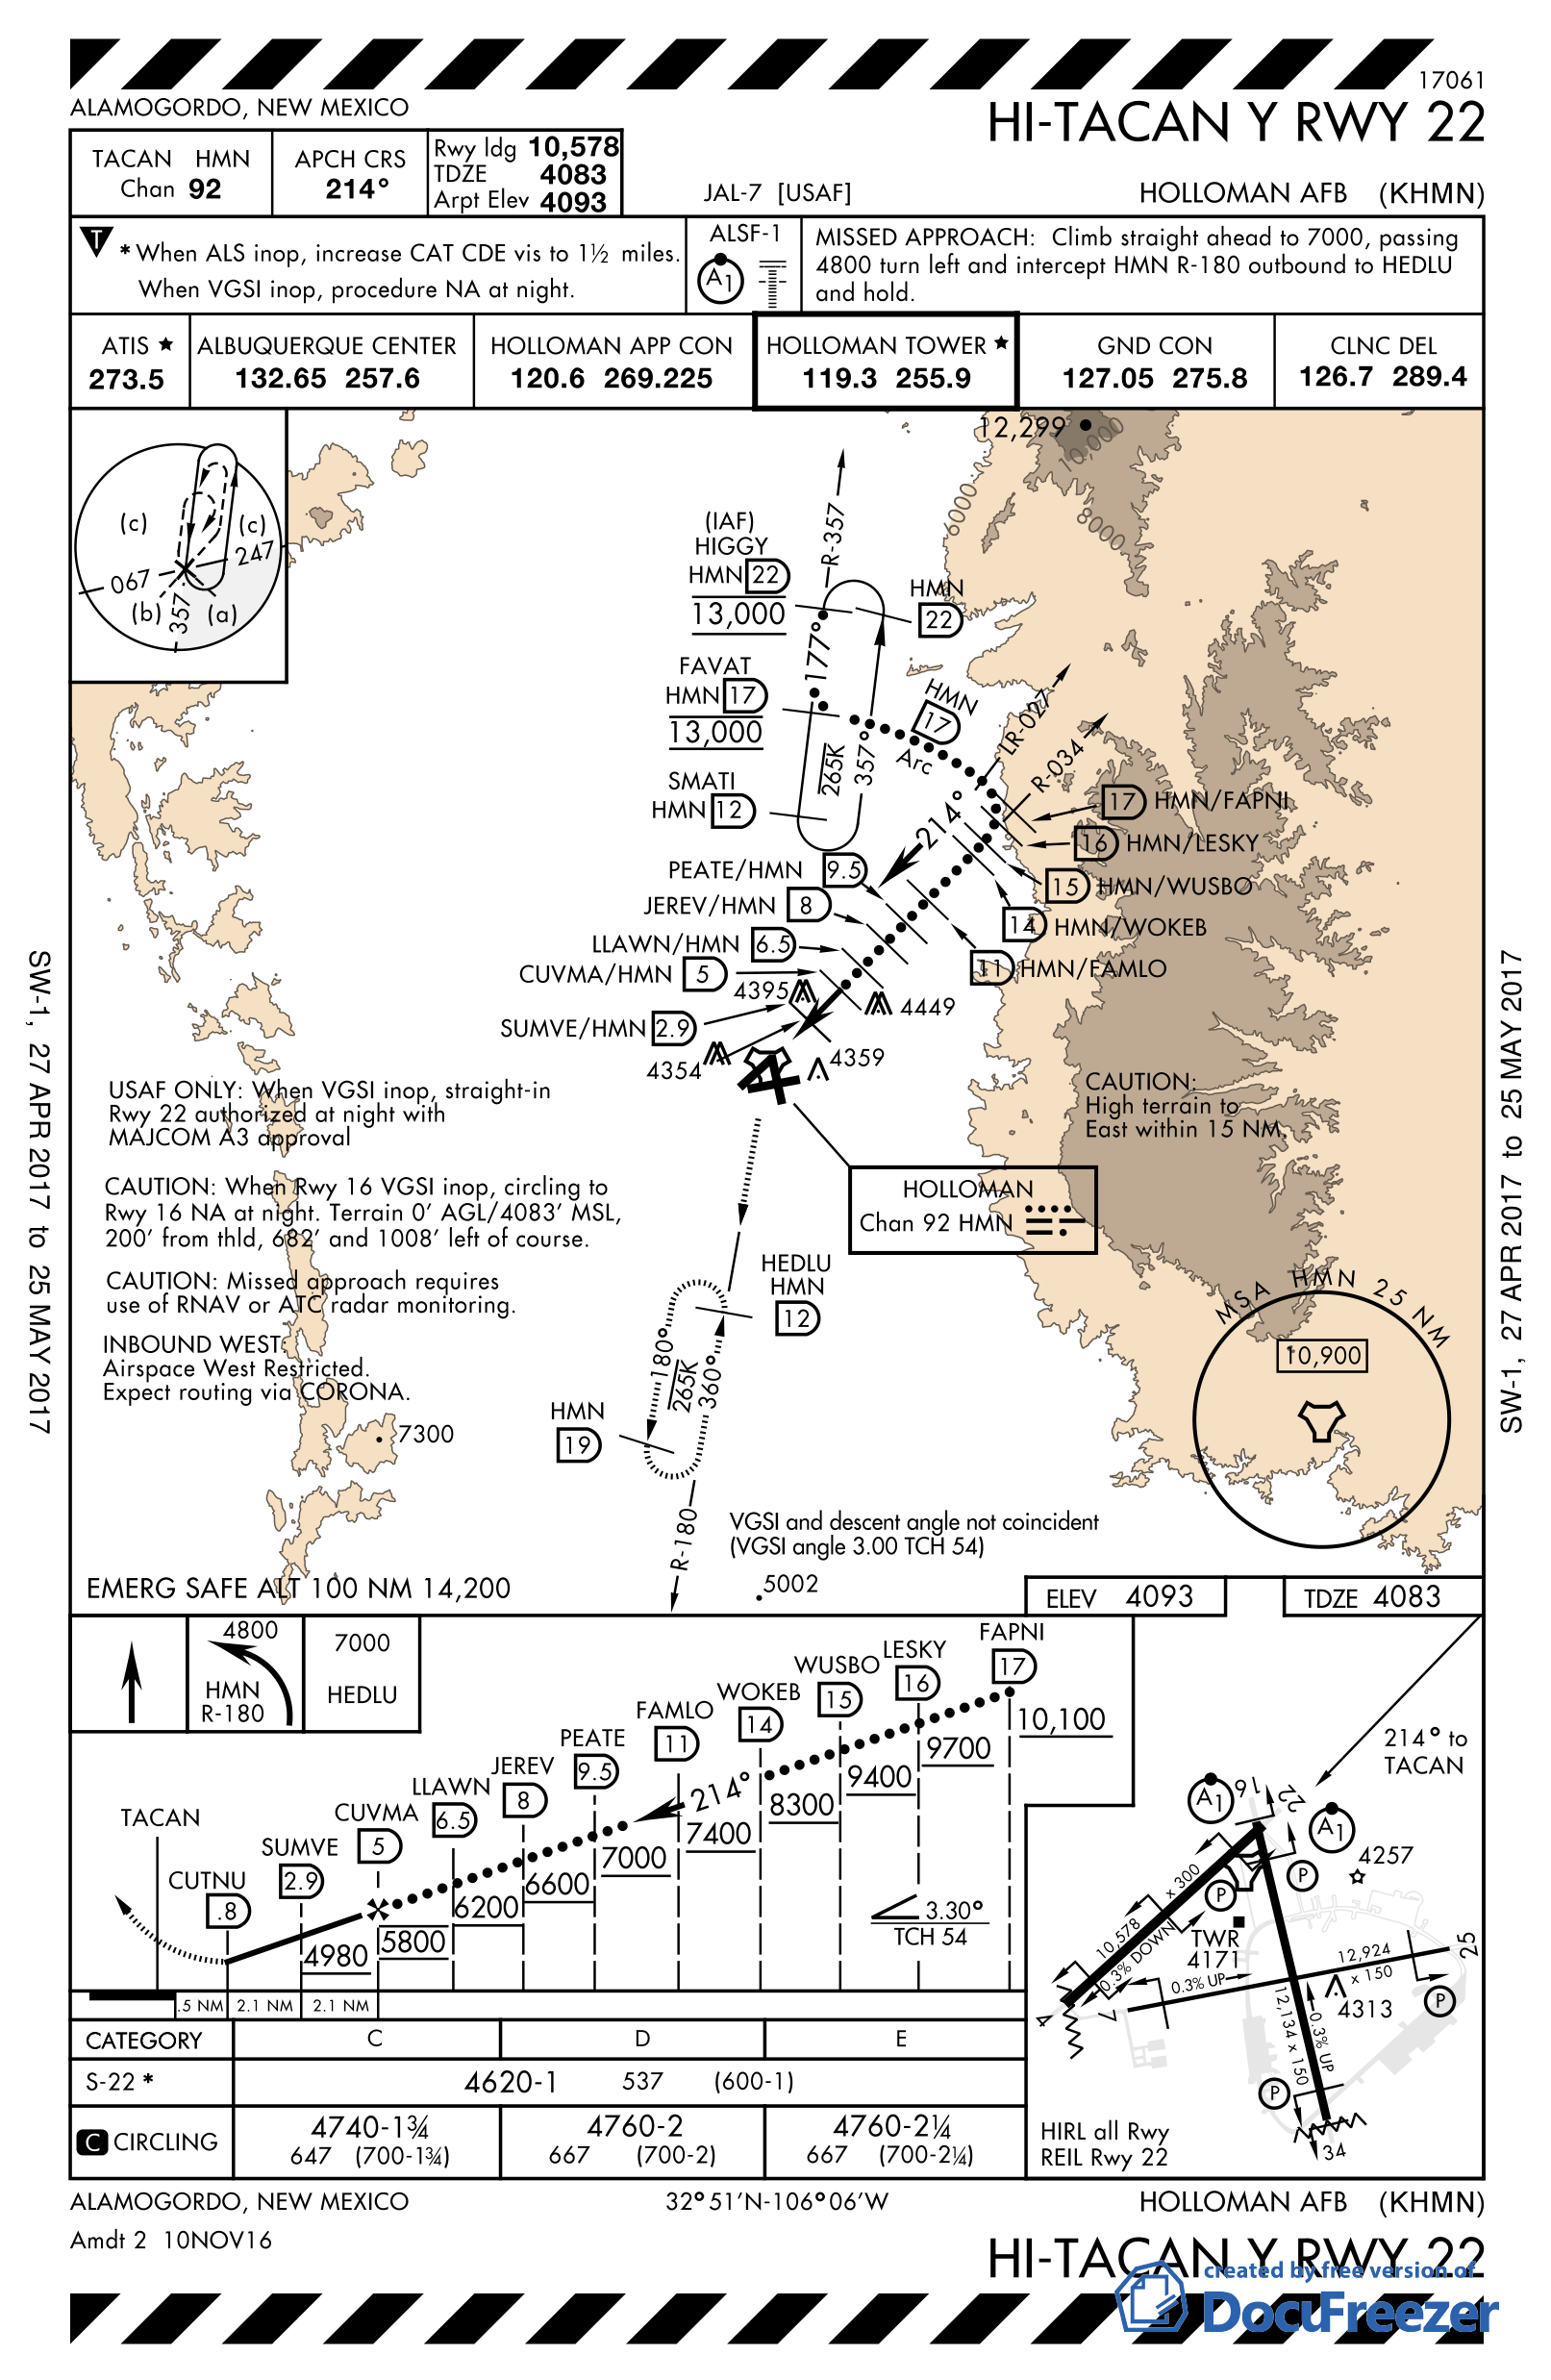 17061
ALAMOGORDO, NEW MEXICO
HI-TACAN Y RWY 22
TACAN HMN
Chan 92
APCH CRS
214°
Rwy ldg 10,578
TDZE 4083
Arpt Elev 4093
JAL-7 [USAF]
HOLLOMAN AFB (KHMN)
T
* When ALS inop, increase CAT CDE vis to 1½ miles.
When VGSI inop, procedure NA at night.
ALSF-1
A1
MISSED APPROACH: Climb straight ahead to 7000, passing
4800 turn left and intercept HMN R-180 outbound to HEDLU
and hold.
ATIS ★
273.5
ALBUQUERQUE CENTER
132.65 257.6
HOLLOMAN APP CON
120.6 269.225
HOLLOMAN TOWER ★
119.3 255.9
GND CON
127.05 275.8
CLNC DEL
126.7 289.4
(c)
(c)
247
067
(b)
357
(a)
12,299
10,000
6000
8000
R-357
(IAF)
HIGGY
HMN 22
13,000
HMN
22
177°
FAVAT
HMN 17
13,000
HMN
17
Arc
LR-027
R-034
265K
357°
SMATI
HMN 12
214°
17 HMN/FAPNI
16 HMN/LESKY
15 HMN/WUSBO
14 HMN/WOKEB
11 HMN/FAMLO
PEATE/HMN 9.5
JEREV/HMN 8
LLAWN/HMN 6.5
CUVMA/HMN 5
4395
4449
SUMVE/HMN 2.9
4354
4359
USAF ONLY: When VGSI inop, straight-in
Rwy 22 authorized at night with
MAJCOM A3 approval
CAUTION:
High terrain to
East within 15 NM.
CAUTION: When Rwy 16 VGSI inop, circling to
Rwy 16 NA at night. Terrain 0' AGL/4083' MSL,
200' from thld, 682' and 1008' left of course.
HOLLOMAN
Chan 92 HMN
CAUTION: Missed approach requires
use of RNAV or ATC radar monitoring.
HEDLU
HMN
12
INBOUND WEST:
Airspace West Restricted.
Expect routing via CORONA.
180°
265K
360°
HMN
19
7300
MSA HMN 25 NM
10,900
R-180
VGSI and descent angle not coincident
(VGSI angle 3.00 TCH 54)
5002
EMERG SAFE ALT 100 NM 14,200
ELEV 4093
TDZE 4083
4800
HMN
R-180
7000
HEDLU
FAPNI
17
10,100
LESKY
16
9700
WUSBO
15
9400
WOKEB
14
8300
FAMLO
11
7400
PEATE
9.5
7000
JEREV
8
6600
LLAWN
6.5
6200
CUVMA
5
5800
SUMVE
2.9
4980
CUTNU
.8
TACAN
214°
3.30°
TCH 54
.5 NM
2.1 NM
2.1 NM
214° to
TACAN
A1
16
22
A1
4257
P
P
x 300
10,578
0.3% DOWN
TWR
4171
0.3% UP
12,924
x 150
25
4313
P
4
7
12,134 x 150
0.3% UP
P
34
HIRL all Rwy
REIL Rwy 22
CATEGORY C D E
S-22 * 4620-1 537 (600-1)
C CIRCLING
4740-1¾
647 (700-1¾)
4760-2
667 (700-2)
4760-2¼
667 (700-2¼)
ALAMOGORDO, NEW MEXICO
32°51'N-106°06'W
HOLLOMAN AFB (KHMN)
Amdt 2 10NOV16
HI-TACAN Y RWY 22
SW-1, 27 APR 2017 to 25 MAY 2017
SW-1, 27 APR 2017 to 25 MAY 2017
created by free version of
DocuFreezer